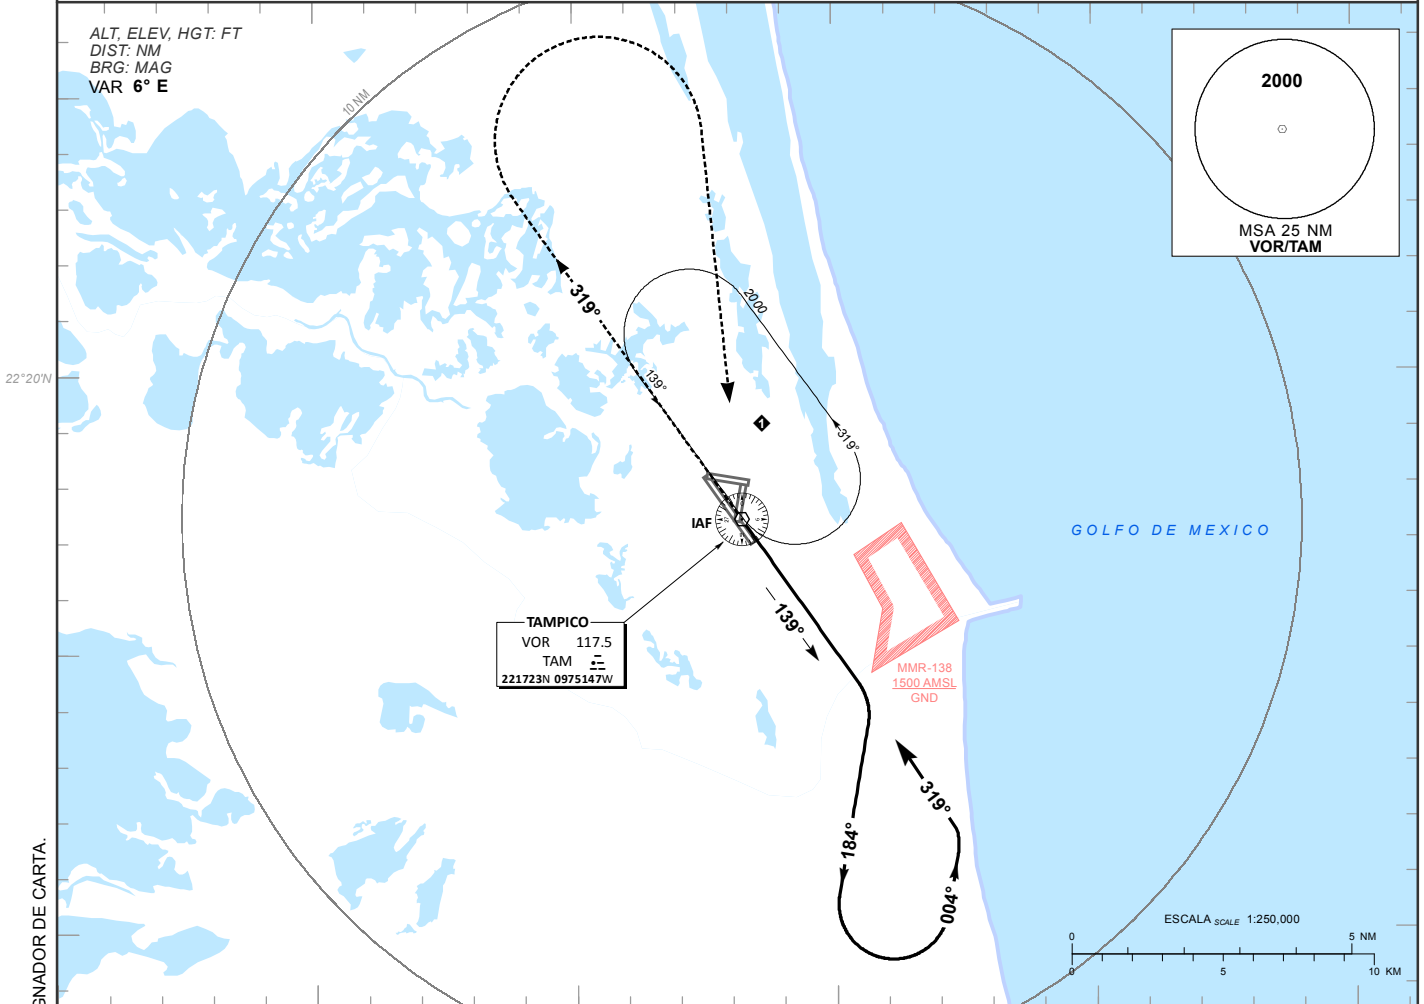 ALT, ELEV, HGT: FT
DIST: NM
BRG: MAG
VAR 6° E
10 NM
2000
MSA 25 NM
VOR/TAM
319°
2000
139°
22°20'N
1
319°
IAF
GOLFO DE MEXICO
139°
TAMPICO
VOR 117.5
TAM
221723N 0975147W
MMR-138
1500 AMSL
GND
319°
184°
004°
GNADOR DE CARTA.
ESCALA SCALE 1:250,000
0 5 NM
0 5 10 KM